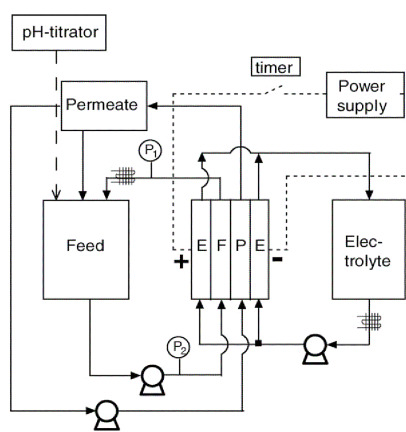 pH-titrator
timer
Power
supply
Permeate
P1
Feed
E F P E
+ -
Elec-
trolyte
P2